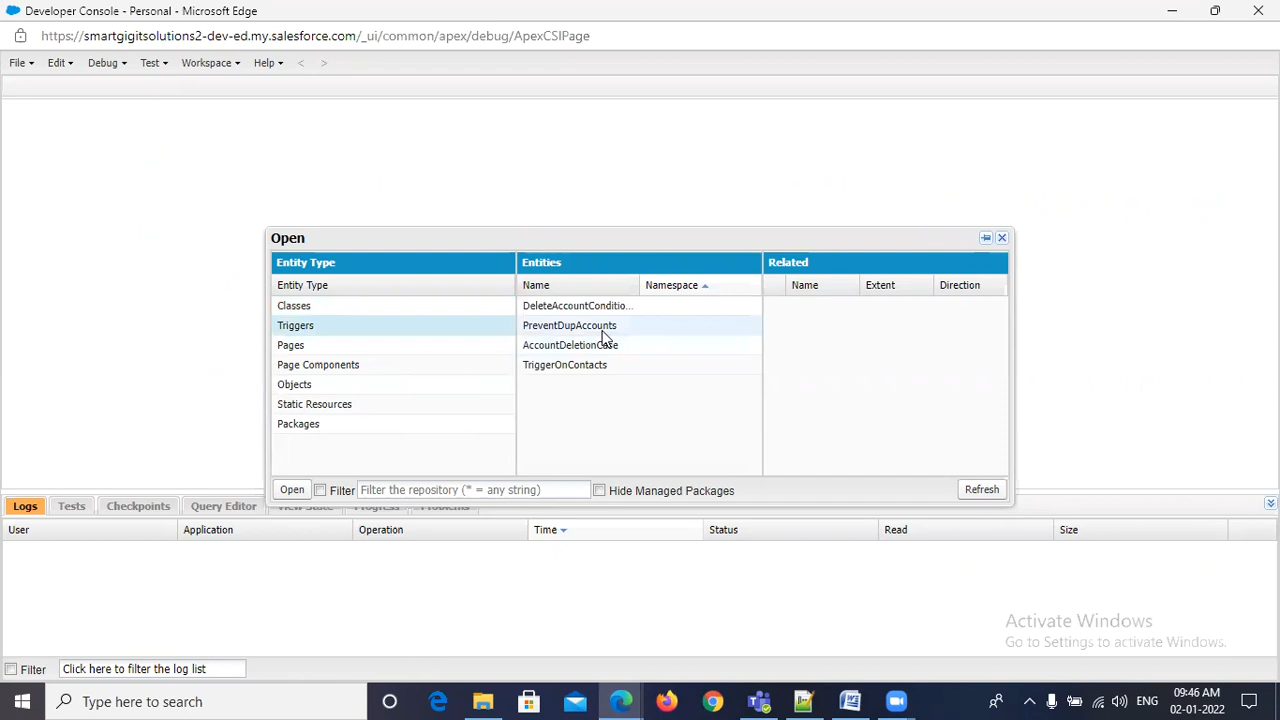 Developer Console - Personal - Microsoft Edge
https://smartgigitsolutions2-dev-ed.my.salesforce.com/_ui/common/apex/debug/ApexCSIPage
File Edit Debug Test Workspace Help < >
Open
Entity Type Entities Related
Entity Type Name Namespace Name Extent Direction
Classes DeleteAccountConditio...
Triggers PreventDupAccounts
Pages AccountDeletionCase
Page Components TriggerOnContacts
Objects
Static Resources
Packages
Open Filter Filter the repository (* = any string) Hide Managed Packages Refresh
Logs Tests Checkpoints Query Editor View State Progress Problems
User Application Operation Time Status Read Size
Activate Windows
Go to Settings to activate Windows.
Filter Click here to filter the log list
Type here to search ENG 09:46 AM
02-01-2022